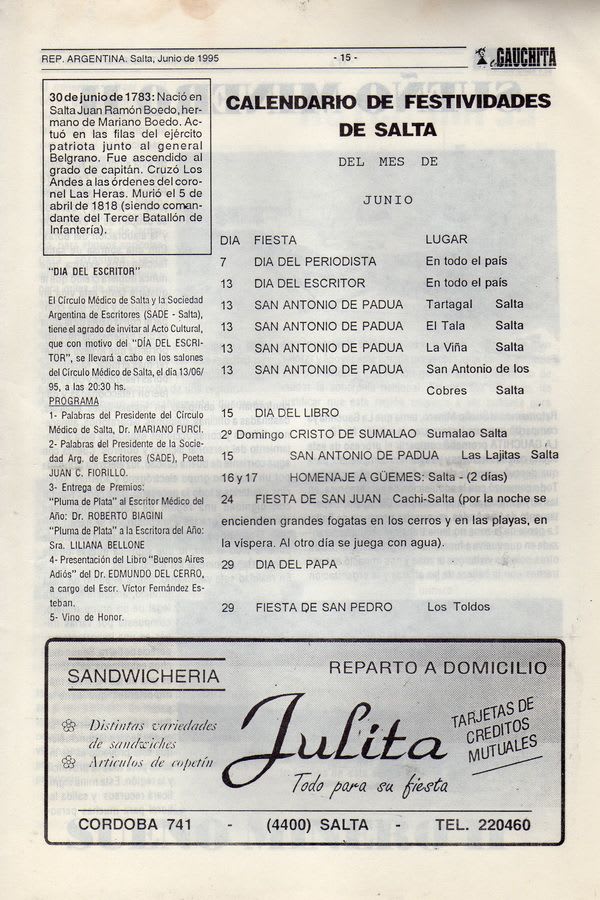 REP. ARGENTINA. Salta, Junio de 1995
- 15 -
La GAUCHITA
30 de junio de 1783: Nació en
Salta Juan Ramón Boedo, her-
mano de Mariano Boedo. Ac-
tuó en las filas del ejército
patriota junto al general
Belgrano. Fue ascendido al
grado de capitán. Cruzó Los
Andes a las órdenes del coro-
nel Las Heras. Murió el 5 de
abril de 1818 (siendo coman-
dante del Tercer Batallón de
Infantería).
"DIA DEL ESCRITOR"
El Círculo Médico de Salta y la Sociedad
Argentina de Escritores (SADE - Salta),
tiene el agrado de invitar al Acto Cultural,
que con motivo del "DÍA DEL ESCRI-
TOR", se llevará a cabo en los salones
del Círculo Médico de Salta, el día 13/06/
95, a las 20:30 hs.
PROGRAMA
1- Palabras del Presidente del Círculo
Médico de Salta, Dr. MARIANO FURCI.
2- Palabras del Presidente de la Socie-
dad Arg. de Escritores (SADE), Poeta
JUAN C. FIORILLO.
3- Entrega de Premios:
"Pluma de Plata" al Escritor Médico del
Año: Dr. ROBERTO BIAGINI
"Pluma de Plata" a la Escritora del Año:
Sra. LILIANA BELLONE
4- Presentación del Libro "Buenos Aires
Adiós" del Dr. EDMUNDO DEL CERRO,
a cargo del Escr. Víctor Fernández Es-
teban.
5- Vino de Honor.
CALENDARIO DE FESTIVIDADES
DE SALTA
DEL MES DE
JUNIO
DIA FIESTA LUGAR
7 DIA DEL PERIODISTA En todo el país
13 DIA DEL ESCRITOR En todo el país
13 SAN ANTONIO DE PADUA Tartagal Salta
13 SAN ANTONIO DE PADUA El Tala Salta
13 SAN ANTONIO DE PADUA La Viña Salta
13 SAN ANTONIO DE PADUA San Antonio de los
Cobres Salta
15 DIA DEL LIBRO
2º Domingo CRISTO DE SUMALAO Sumalao Salta
15 SAN ANTONIO DE PADUA Las Lajitas Salta
16 y 17 HOMENAJE A GÜEMES: Salta - (2 días)
24 FIESTA DE SAN JUAN Cachi-Salta (por la noche se
encienden grandes fogatas en los cerros y en las playas, en
la víspera. Al otro día se juega con agua).
29 DIA DEL PAPA
29 FIESTA DE SAN PEDRO Los Toldos
SANDWICHERIA
REPARTO A DOMICILIO
Distintas variedades
de sandwiches
Artículos de copetín
Julita
Todo para su fiesta
TARJETAS DE
CREDITOS
MUTUALES
CORDOBA 741 - (4400) SALTA - TEL. 220460